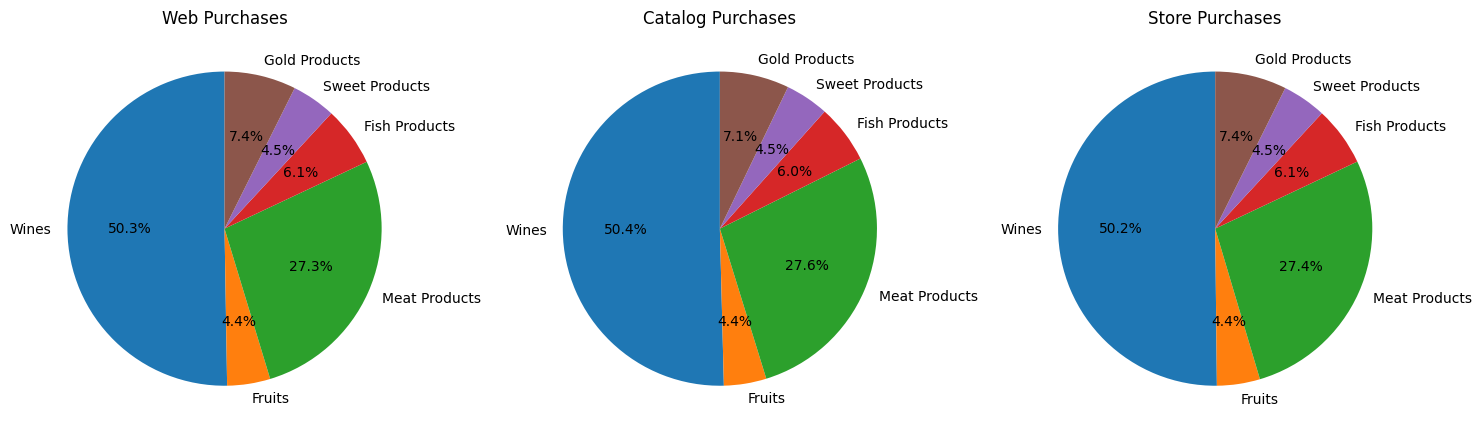 Web Purchases
Gold Products
Sweet Products
Fish Products
7.4%
4.5%
6.1%
Wines
50.3%
27.3%
Meat Products
4.4%
Fruits
Catalog Purchases
Gold Products
Sweet Products
Fish Products
7.1%
4.5%
6.0%
Wines
50.4%
27.6%
Meat Products
4.4%
Fruits
Store Purchases
Gold Products
Sweet Products
Fish Products
7.4%
4.5%
6.1%
Wines
50.2%
27.4%
Meat Products
4.4%
Fruits